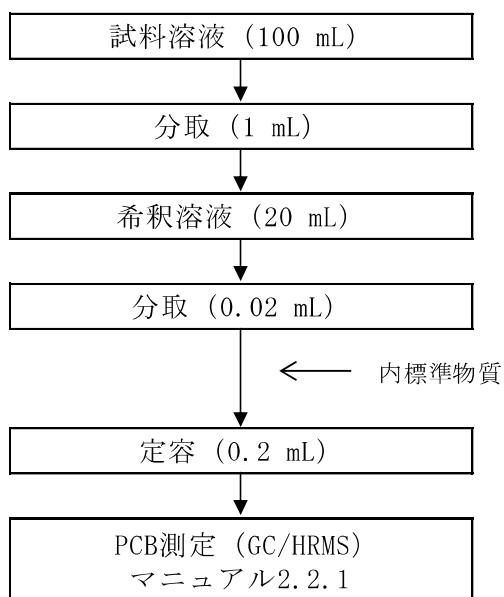 試料溶液 (100 mL)
分取 (1 mL)
希釈溶液 (20 mL)
分取 (0.02 mL)
内標準物質
定容 (0.2 mL)
PCB測定 (GC/HRMS)
マニュアル2.2.1